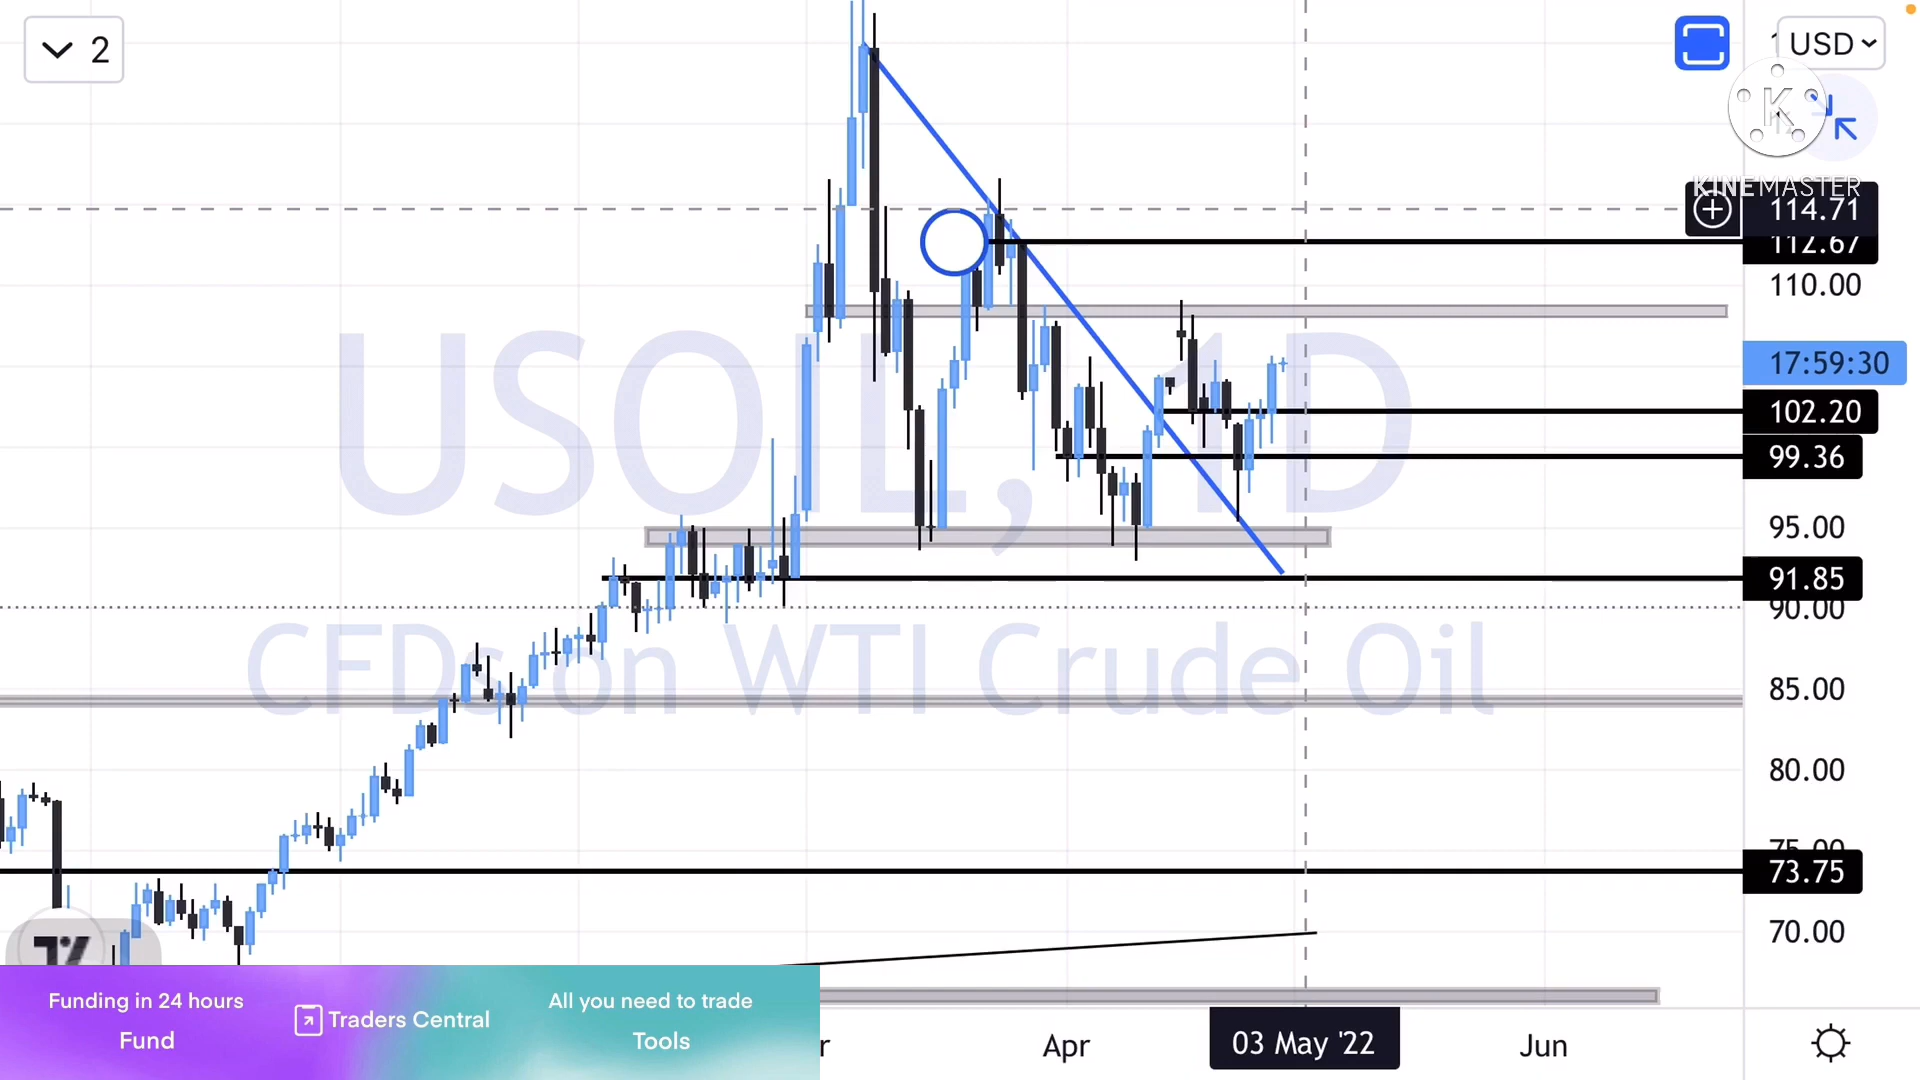 2
USD
KINEMASTER
114.71
112.67
110.00
17:59:30
102.20
99.36
95.00
91.85
90.00
85.00
80.00
75.00
73.75
70.00
USOIL, 1D
CFDs on WTI Crude Oil
Funding in 24 hours
Fund
Traders Central
All you need to trade
Tools
Apr
03 May '22
Jun